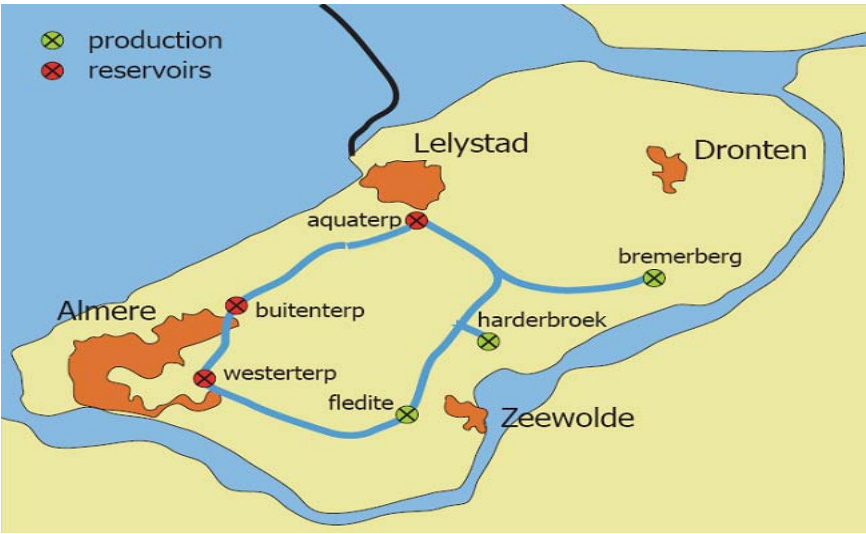 production
reservoirs
Lelystad
Dronten
aquaterp
bremerberg
Almere
buitenterp
harderbroek
westerterp
fledite
Zeewolde